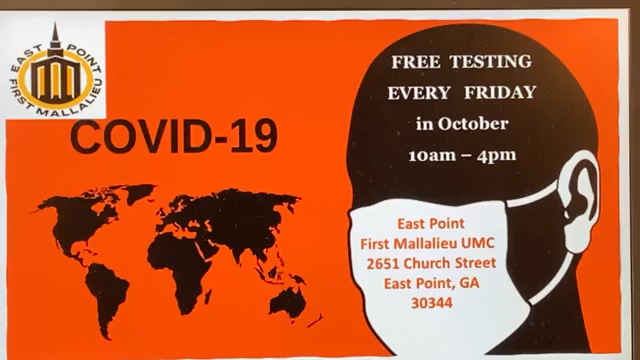 EAST POINT
FIRST MALLALIEU
COVID-19
FREE TESTING
EVERY FRIDAY
in October
10am – 4pm
East Point
First Mallalieu UMC
2651 Church Street
East Point, GA
30344